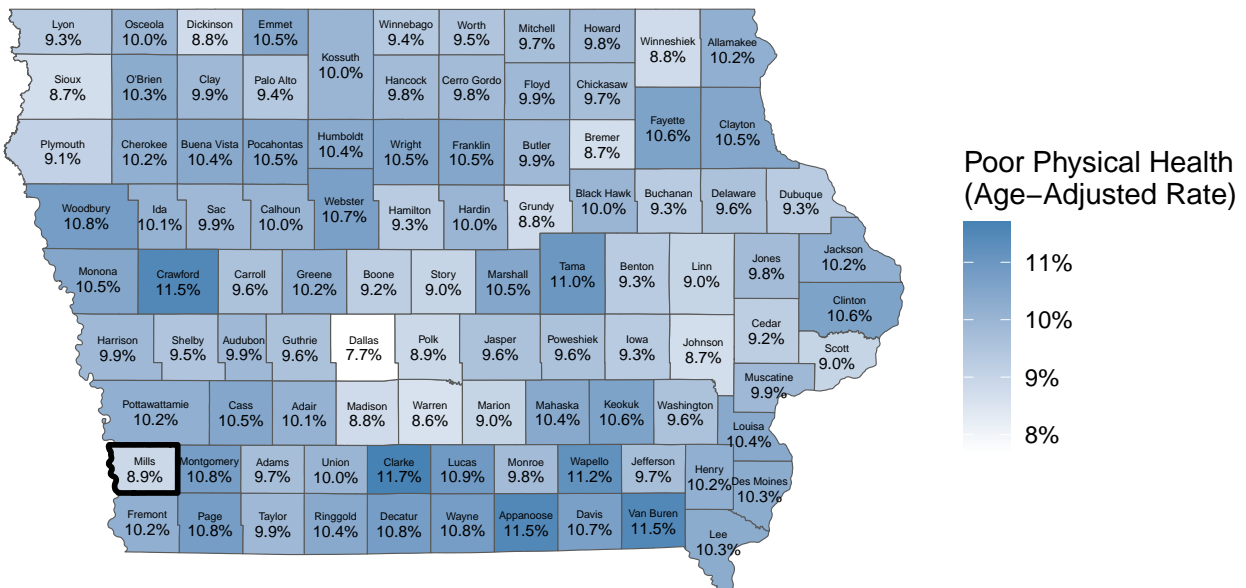 Lyon
9.3%
Osceola
10.0%
Dickinson
8.8%
Emmet
10.5%
Winnebago
9.4%
Worth
9.5%
Mitchell
9.7%
Howard
9.8%
Winneshiek
8.8%
Allamakee
10.2%
Kossuth
10.0%
Sioux
8.7%
O'Brien
10.3%
Clay
9.9%
Palo Alto
9.4%
Hancock
9.8%
Cerro Gordo
9.8%
Floyd
9.9%
Chickasaw
9.7%
Fayette
10.6%
Clayton
10.5%
Plymouth
9.1%
Cherokee
10.2%
Buena Vista
10.4%
Pocahontas
10.5%
Humboldt
10.4%
Wright
10.5%
Franklin
10.5%
Butler
9.9%
Bremer
8.7%
Woodbury
10.8%
Ida
10.1%
Sac
9.9%
Calhoun
10.0%
Webster
10.7%
Hamilton
9.3%
Hardin
10.0%
Grundy
8.8%
Black Hawk
10.0%
Buchanan
9.3%
Delaware
9.6%
Dubuque
9.3%
Monona
10.5%
Crawford
11.5%
Carroll
9.6%
Greene
10.2%
Boone
9.2%
Story
9.0%
Marshall
10.5%
Tama
11.0%
Benton
9.3%
Linn
9.0%
Jones
9.8%
Jackson
10.2%
Clinton
10.6%
Harrison
9.9%
Shelby
9.5%
Audubon
9.9%
Guthrie
9.6%
Dallas
7.7%
Polk
8.9%
Jasper
9.6%
Poweshiek
9.6%
Iowa
9.3%
Johnson
8.7%
Cedar
9.2%
Scott
9.0%
Muscatine
9.9%
Pottawattamie
10.2%
Cass
10.5%
Adair
10.1%
Madison
8.8%
Warren
8.6%
Marion
9.0%
Mahaska
10.4%
Keokuk
10.6%
Washington
9.6%
Louisa
10.4%
Mills
8.9%
Montgomery
10.8%
Adams
9.7%
Union
10.0%
Clarke
11.7%
Lucas
10.9%
Monroe
9.8%
Wapello
11.2%
Jefferson
9.7%
Henry
10.2%
Des Moines
10.3%
Fremont
10.2%
Page
10.8%
Taylor
9.9%
Ringgold
10.4%
Decatur
10.8%
Wayne
10.8%
Appanoose
11.5%
Davis
10.7%
Van Buren
11.5%
Lee
10.3%
Poor Physical Health
(Age−Adjusted Rate)
11%
10%
9%
8%